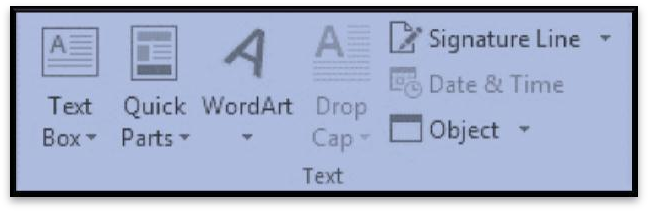 Text Box
Quick Parts
WordArt
Drop Cap
Signature Line
Date & Time
Object
Text